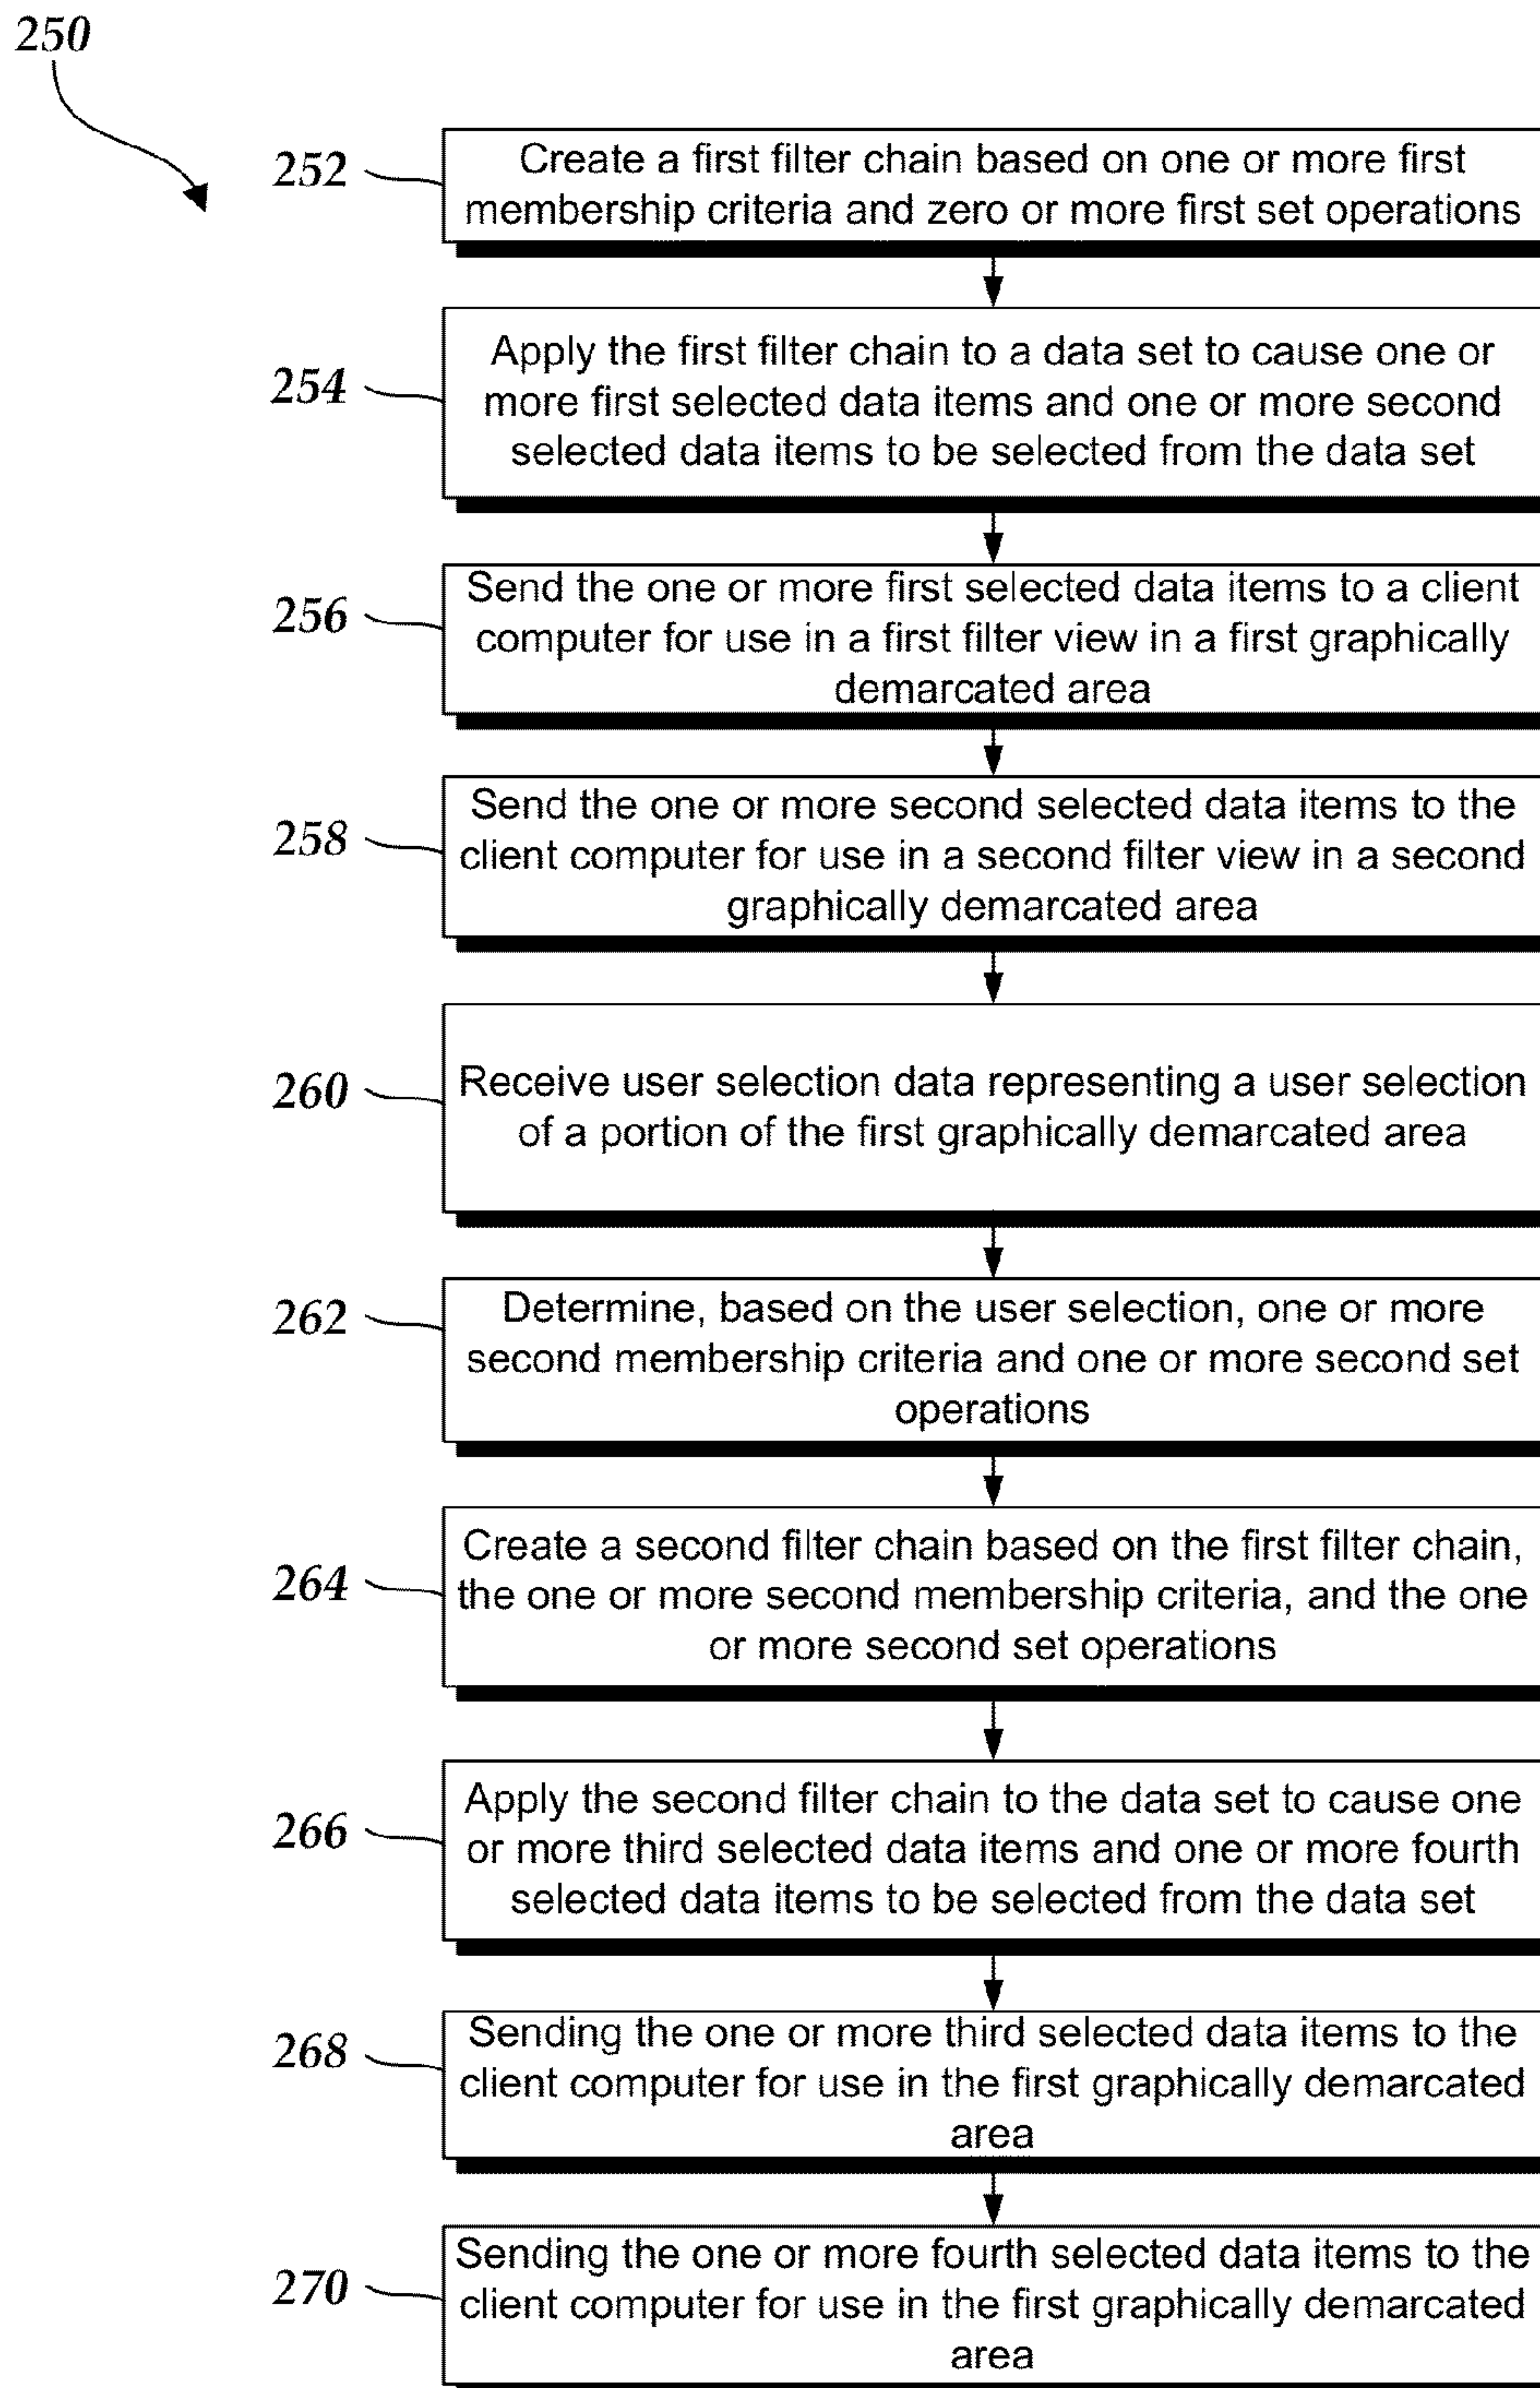 250
252
Create a first filter chain based on one or more first
membership criteria and zero or more first set operations
254
Apply the first filter chain to a data set to cause one or
more first selected data items and one or more second
selected data items to be selected from the data set
256
Send the one or more first selected data items to a client
computer for use in a first filter view in a first graphically
demarcated area
258
Send the one or more second selected data items to the
client computer for use in a second filter view in a second
graphically demarcated area
260
Receive user selection data representing a user selection
of a portion of the first graphically demarcated area
262
Determine, based on the user selection, one or more
second membership criteria and one or more second set
operations
264
Create a second filter chain based on the first filter chain,
the one or more second membership criteria, and the one
or more second set operations
266
Apply the second filter chain to the data set to cause one
or more third selected data items and one or more fourth
selected data items to be selected from the data set
268
Sending the one or more third selected data items to the
client computer for use in the first graphically demarcated
area
270
Sending the one or more fourth selected data items to the
client computer for use in the first graphically demarcated
area